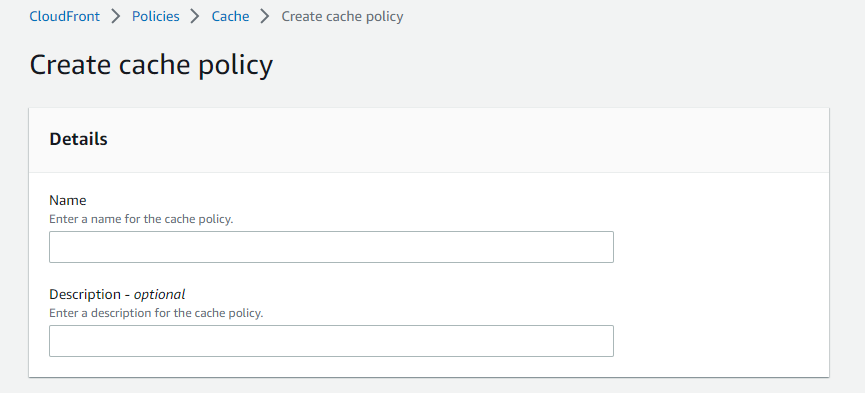 CloudFront > Policies > Cache > Create cache policy
Create cache policy
Details
Name
Enter a name for the cache policy.
Description - optional
Enter a description for the cache policy.